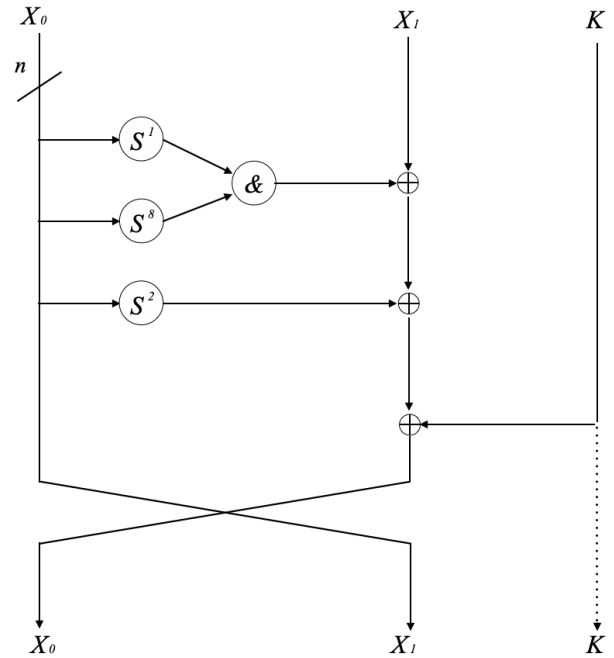 X₀ X₁ K
n
S¹
&
S⁸
S²
X₀ X₁ K